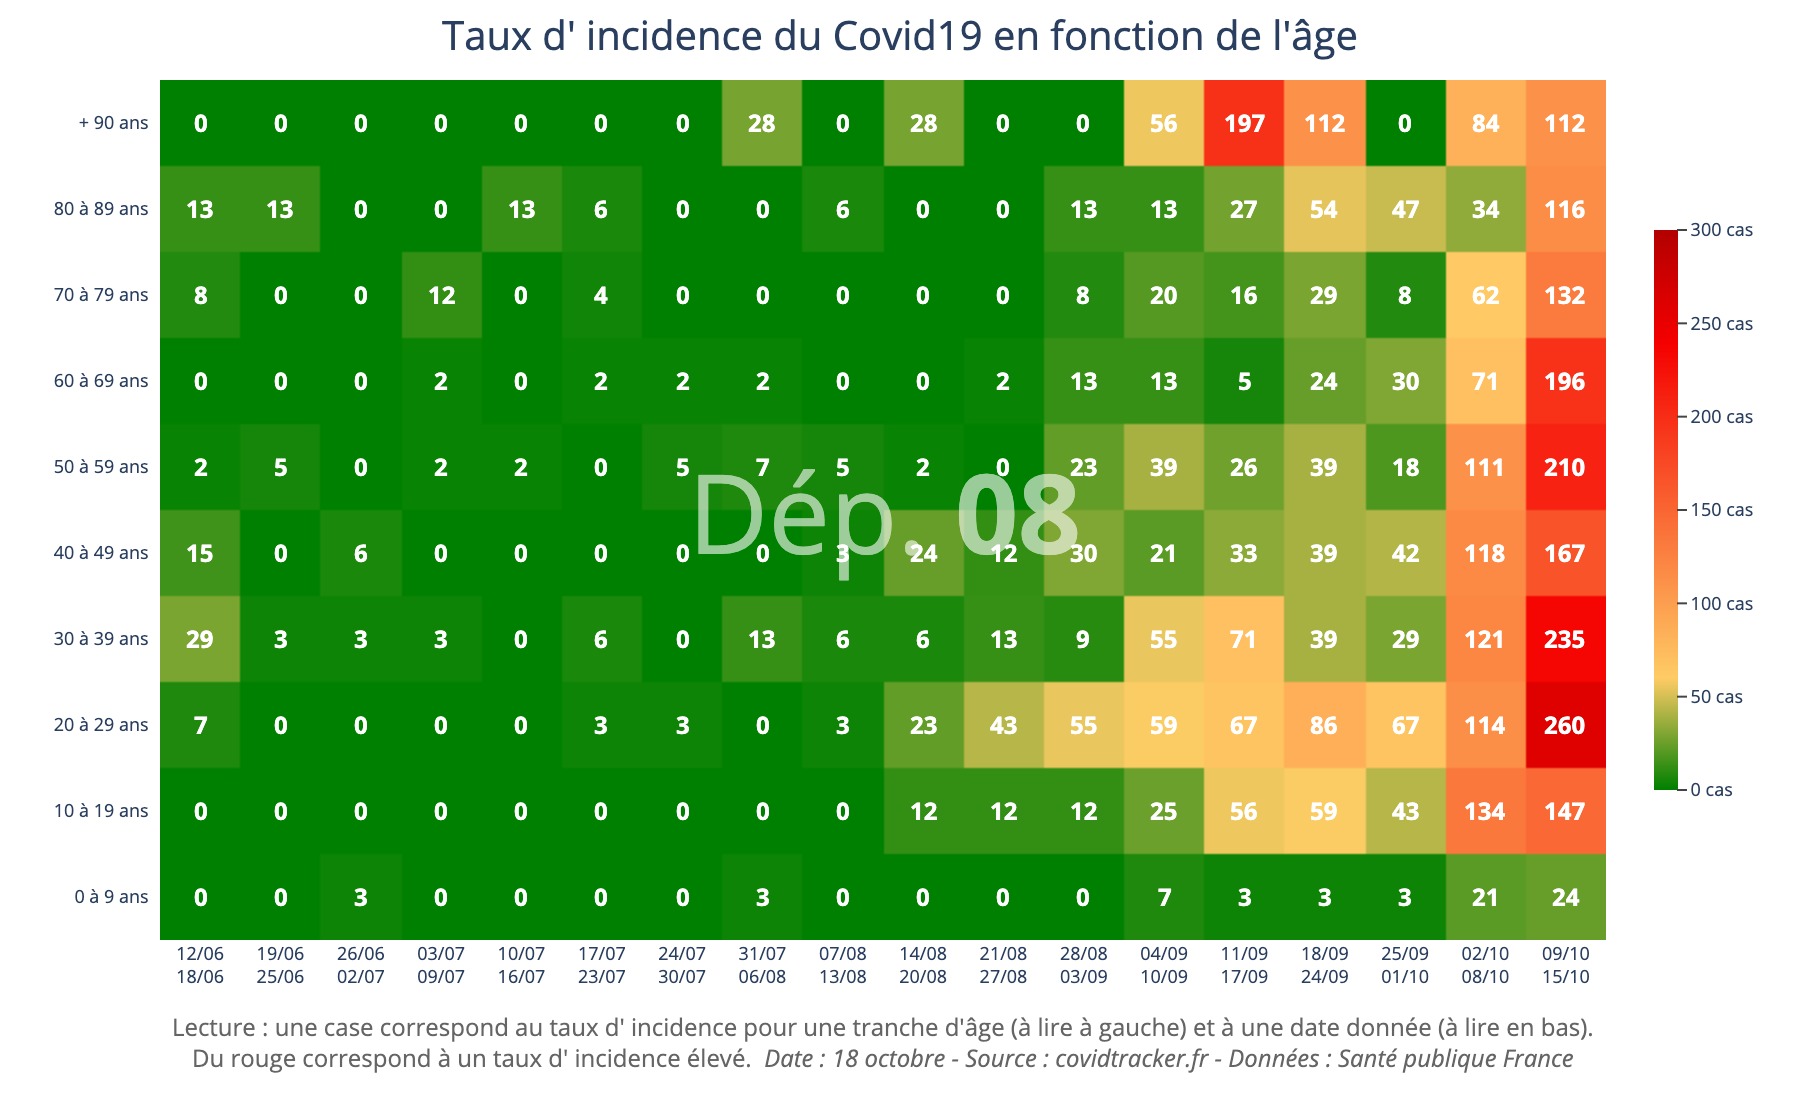 Taux d' incidence du Covid19 en fonction de l'âge
+ 90 ans 0 0 0 0 0 0 0 28 0 28 0 0 56 197 112 0 84 112
80 à 89 ans 13 13 0 0 13 6 0 0 6 0 0 13 13 27 54 47 34 116
70 à 79 ans 8 0 0 12 0 4 0 0 0 0 0 8 20 16 29 8 62 132
60 à 69 ans 0 0 0 2 0 2 2 2 0 0 2 13 13 5 24 30 71 196
50 à 59 ans 2 5 0 2 2 0 5 7 5 2 0 23 39 26 39 18 111 210
Dép. 08
40 à 49 ans 15 0 6 0 0 0 0 0 3 24 12 30 21 33 39 42 118 167
30 à 39 ans 29 3 3 3 0 6 0 13 6 6 13 9 55 71 39 29 121 235
20 à 29 ans 7 0 0 0 0 3 3 0 3 23 43 55 59 67 86 67 114 260
10 à 19 ans 0 0 0 0 0 0 0 0 0 12 12 12 25 56 59 43 134 147
0 à 9 ans 0 0 3 0 0 0 0 3 0 0 0 0 7 3 3 3 21 24
12/06 19/06 26/06 03/07 10/07 17/07 24/07 31/07 07/08 14/08 21/08 28/08 04/09 11/09 18/09 25/09 02/10 09/10
18/06 25/06 02/07 09/07 16/07 23/07 30/07 06/08 13/08 20/08 27/08 03/09 10/09 17/09 24/09 01/10 08/10 15/10
300 cas
250 cas
200 cas
150 cas
100 cas
50 cas
0 cas
Lecture : une case correspond au taux d' incidence pour une tranche d'âge (à lire à gauche) et à une date donnée (à lire en bas).
Du rouge correspond à un taux d' incidence élevé. Date : 18 octobre - Source : covidtracker.fr - Données : Santé publique France